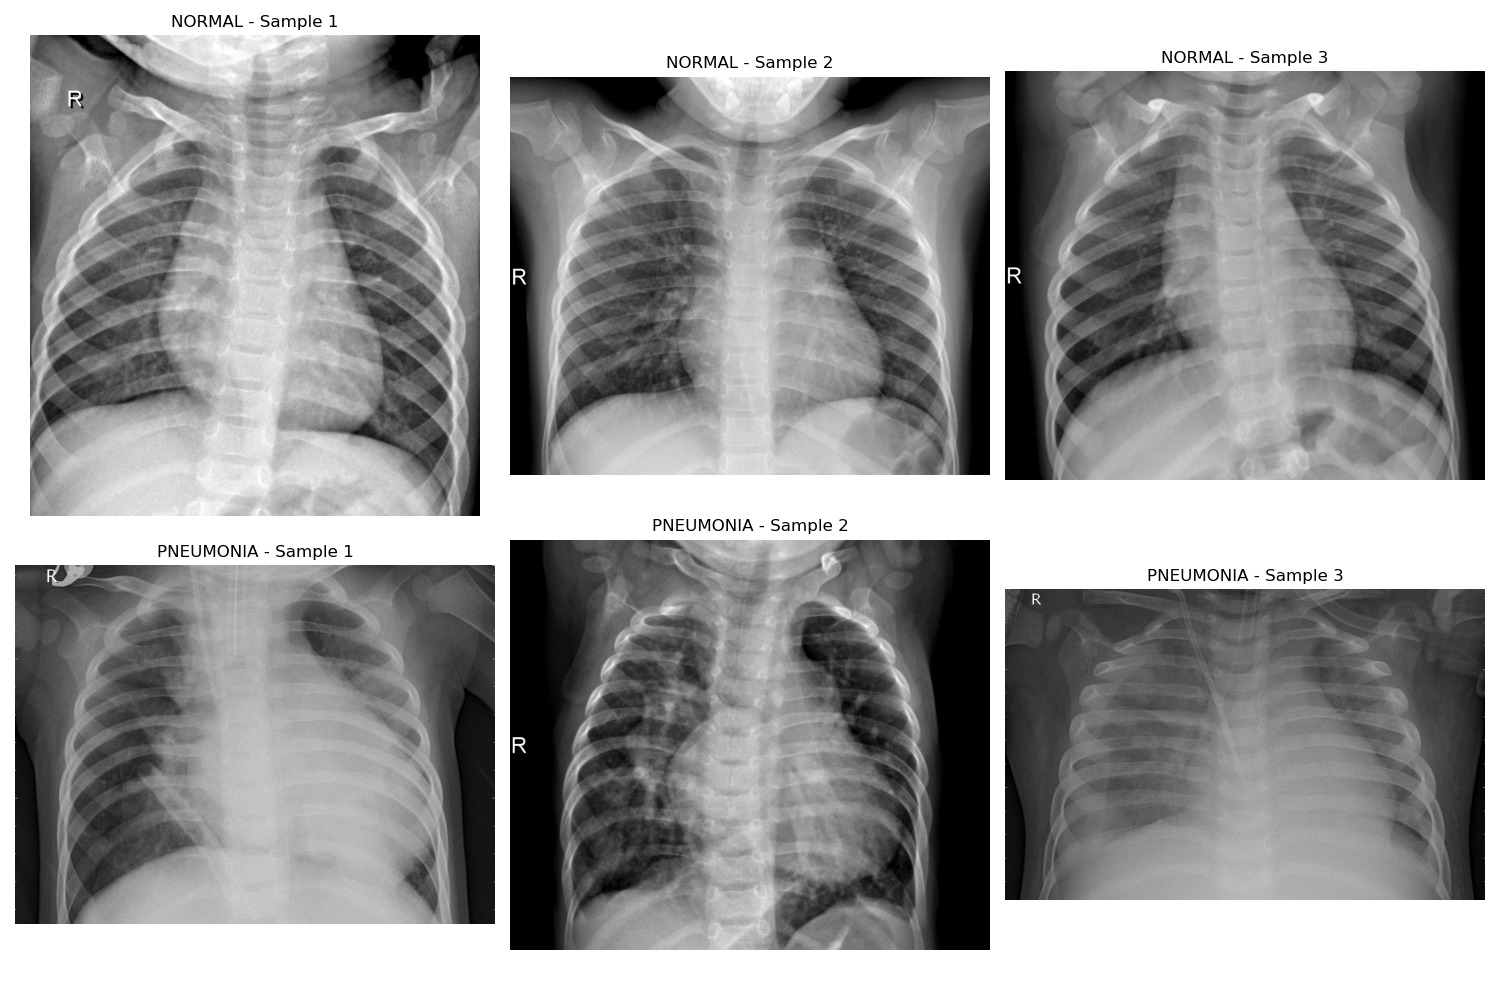 NORMAL - Sample 1
NORMAL - Sample 2
NORMAL - Sample 3
R
R
R
PNEUMONIA - Sample 1
PNEUMONIA - Sample 2
PNEUMONIA - Sample 3
R
R
R